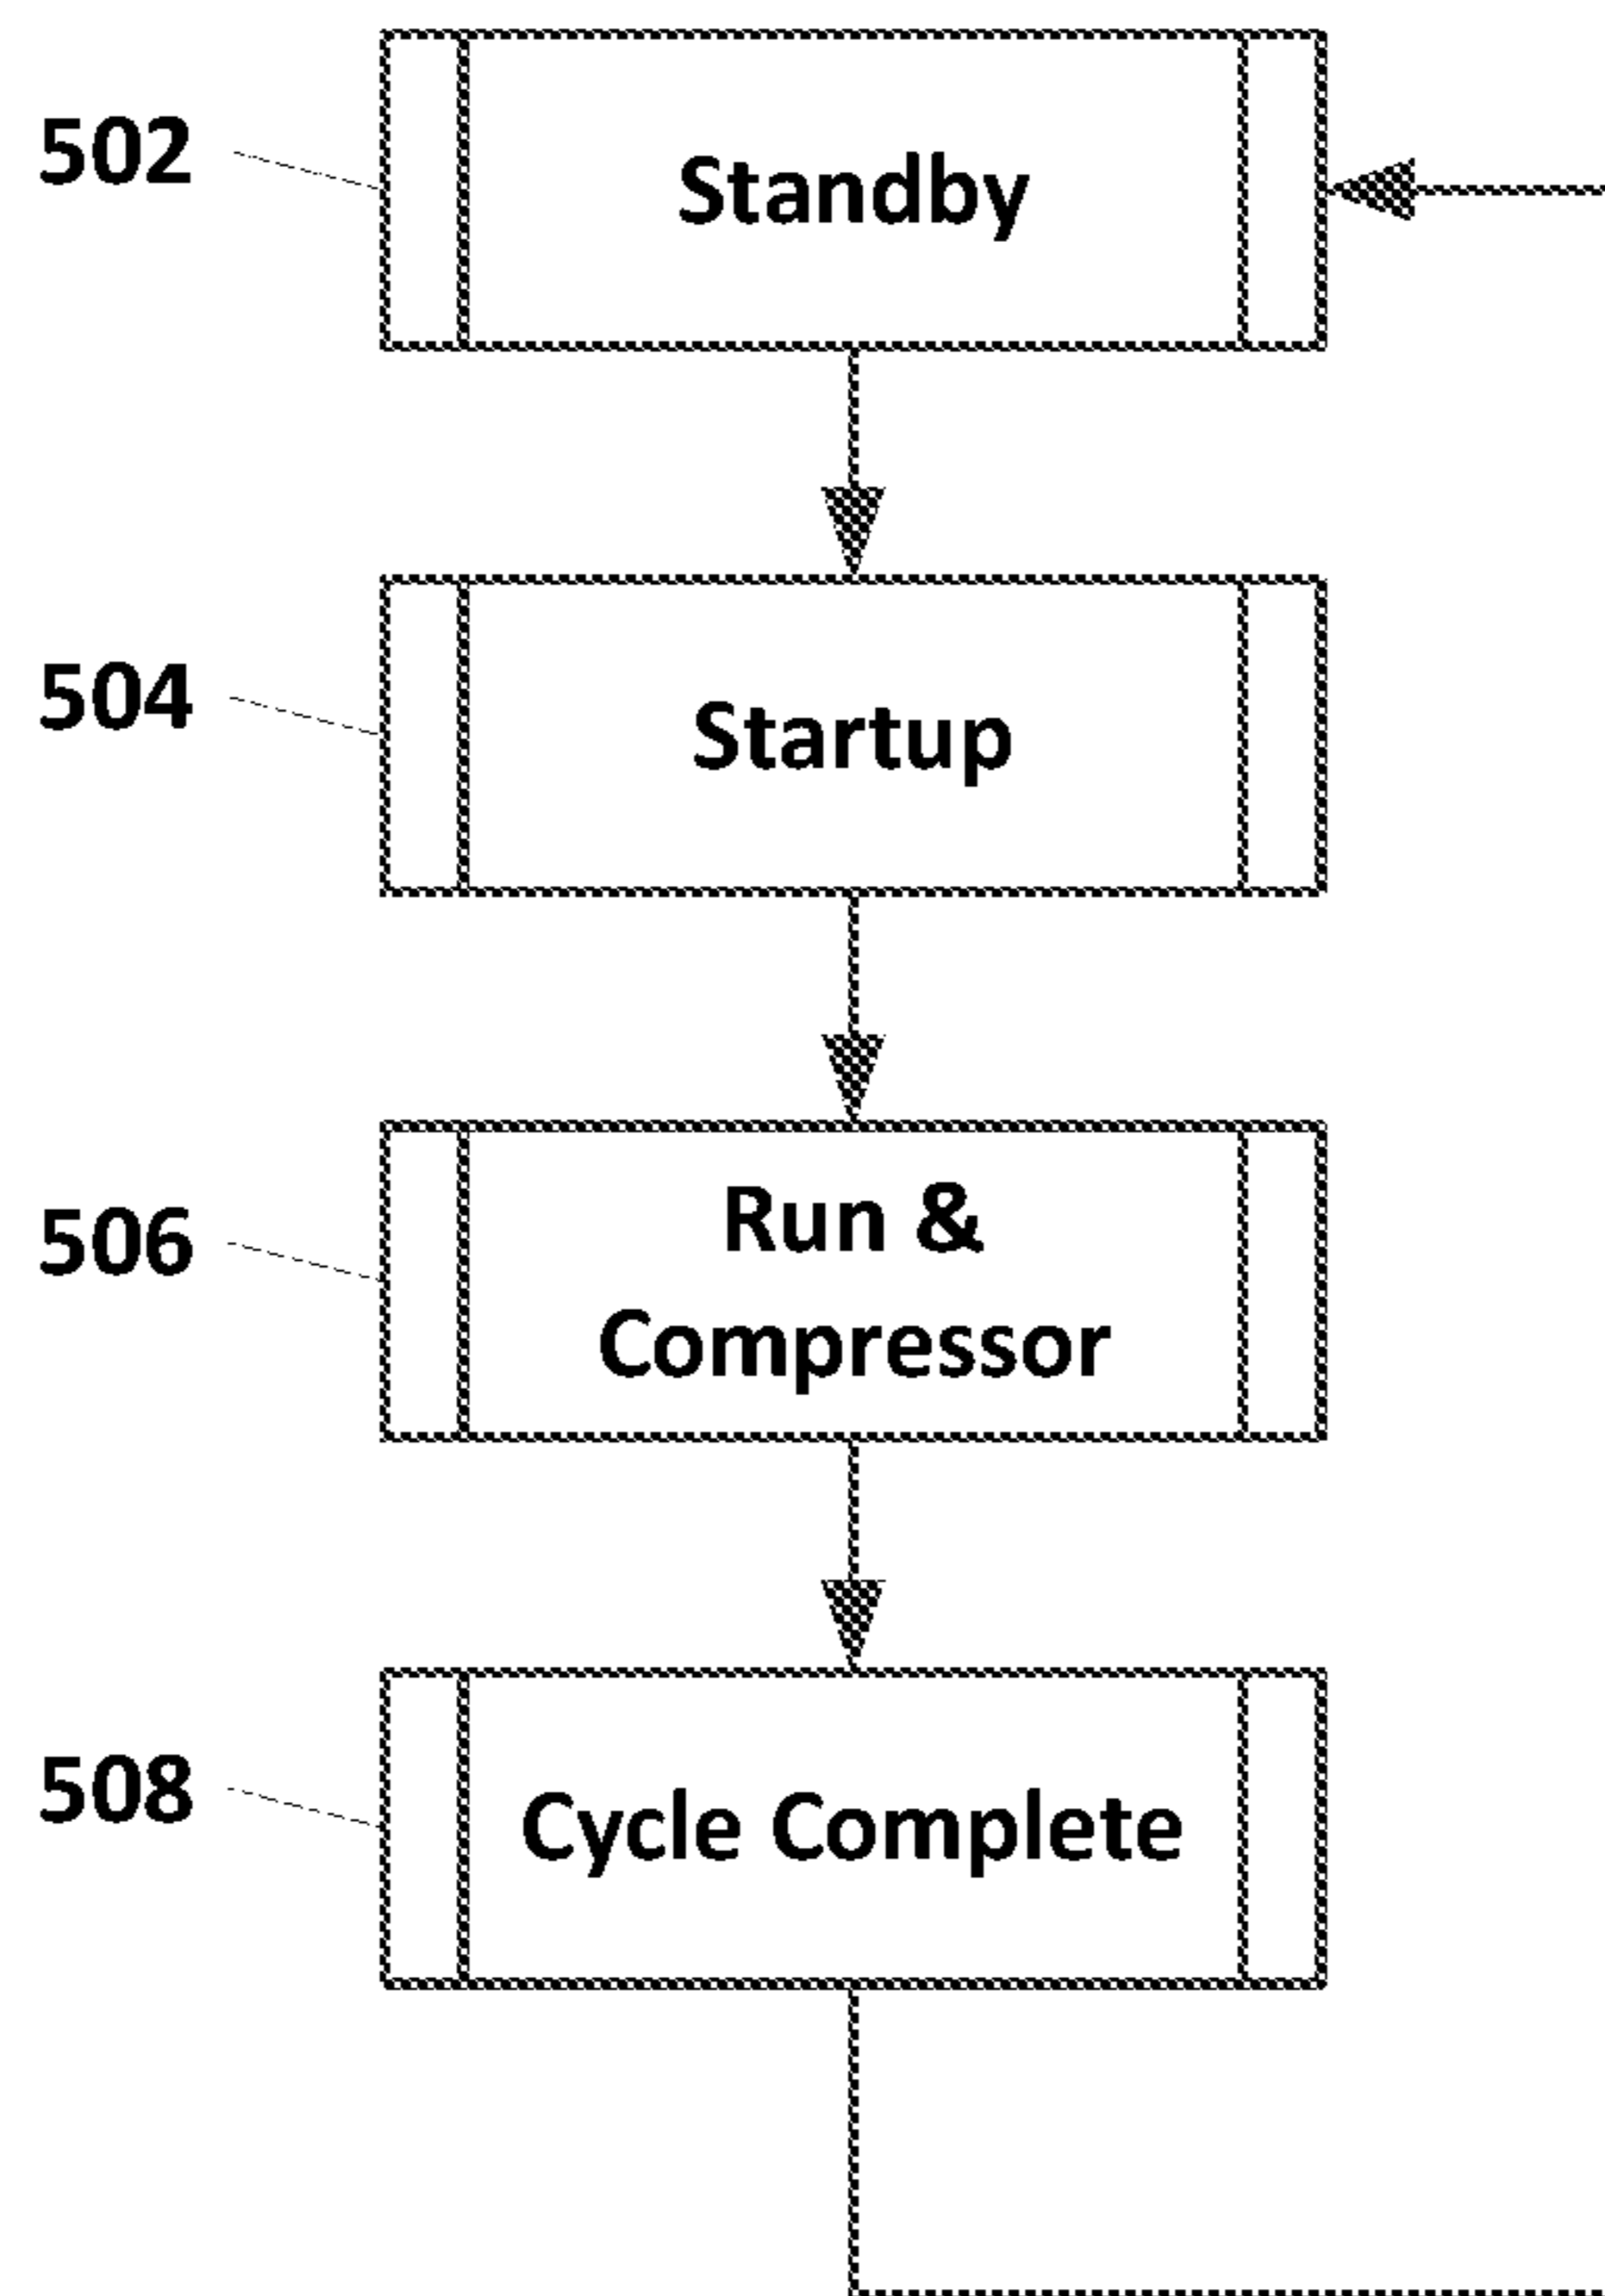 502
Standby
504
Startup
506
Run &
Compressor
508
Cycle Complete